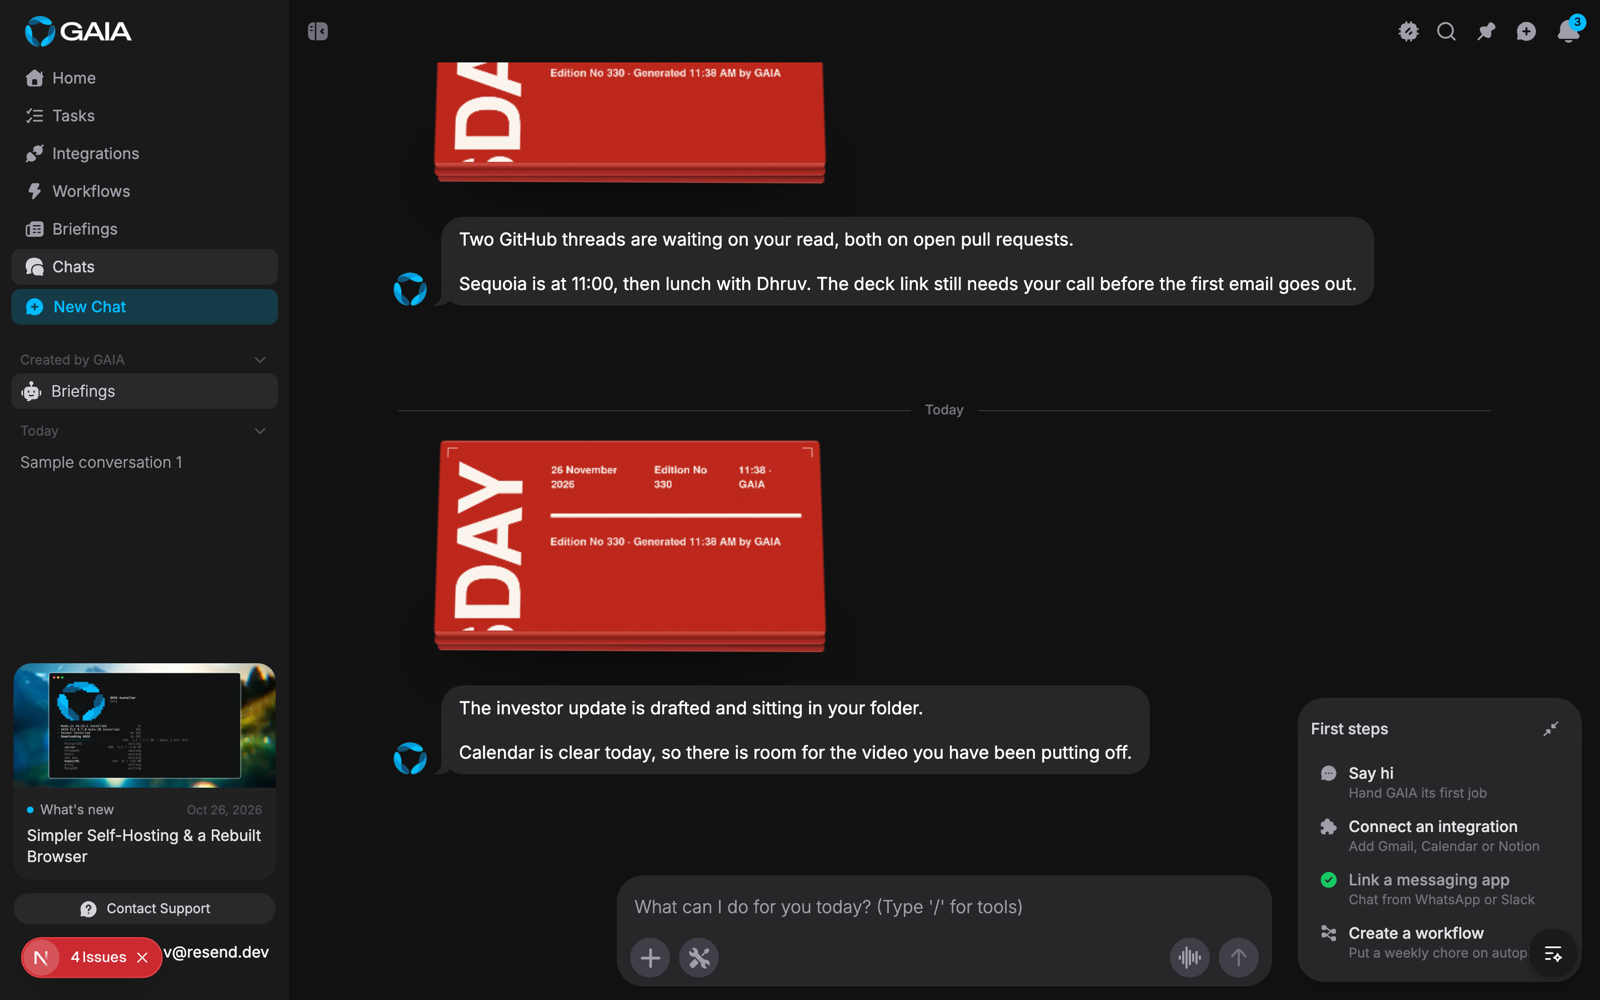 GAIA
Home
Tasks
Integrations
Workflows
Briefings
Chats
New Chat
Created by GAIA
Briefings
Today
Sample conversation 1
What's new
Oct 26, 2026
Simpler Self-Hosting & a Rebuilt
Browser
Contact Support
N
4 Issues
v@resend.dev
3
DAY
Edition No 330 - Generated 11:38 AM by GAIA
Two GitHub threads are waiting on your read, both on open pull requests.
Sequoia is at 11:00, then lunch with Dhruv. The deck link still needs your call before the first email goes out.
Today
DAY
26 November
2026
Edition No
330
11:38 ·
GAIA
Edition No 330 - Generated 11:38 AM by GAIA
The investor update is drafted and sitting in your folder.
Calendar is clear today, so there is room for the video you have been putting off.
What can I do for you today? (Type '/' for tools)
First steps
Say hi
Hand GAIA its first job
Connect an integration
Add Gmail, Calendar or Notion
Link a messaging app
Chat from WhatsApp or Slack
Create a workflow
Put a weekly chore on autop